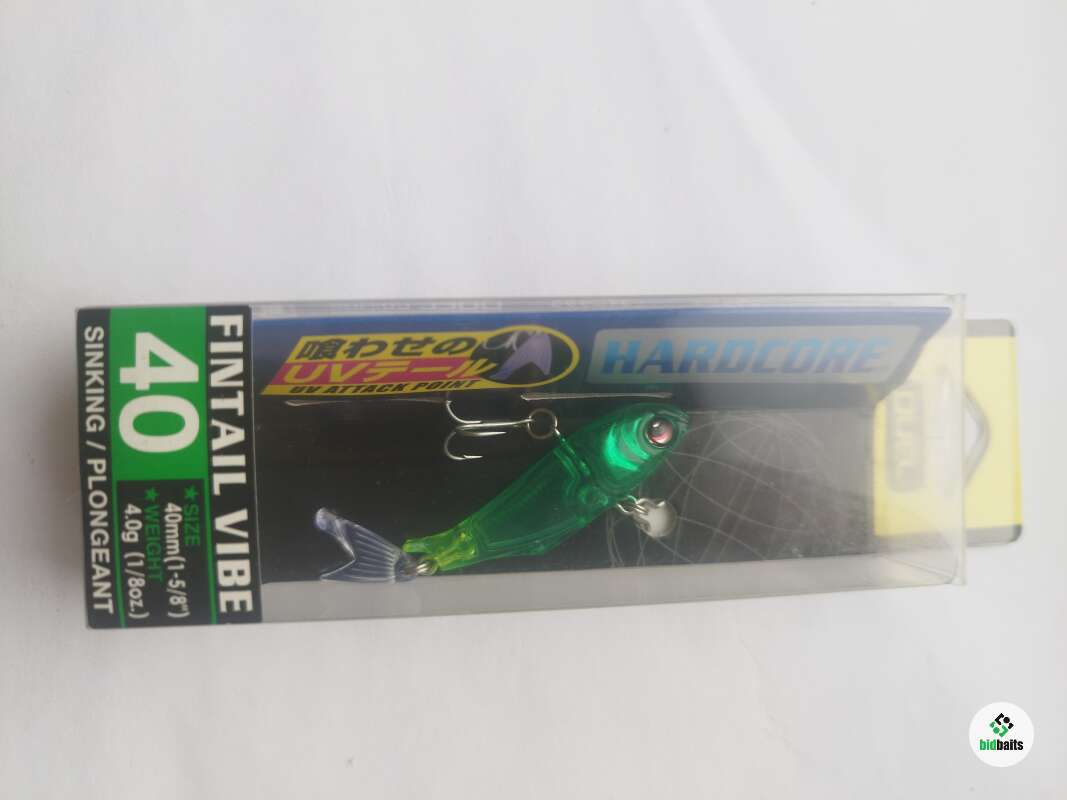 FINTAIL VIBE
40
★SIZE
40mm(1-5/8")
★WEIGHT
4.0g (1/8oz.)
SINKING / PLONGEANT
喰わせの
UVテール
UV ATTACK POINT
HARDCORE
bidbaits